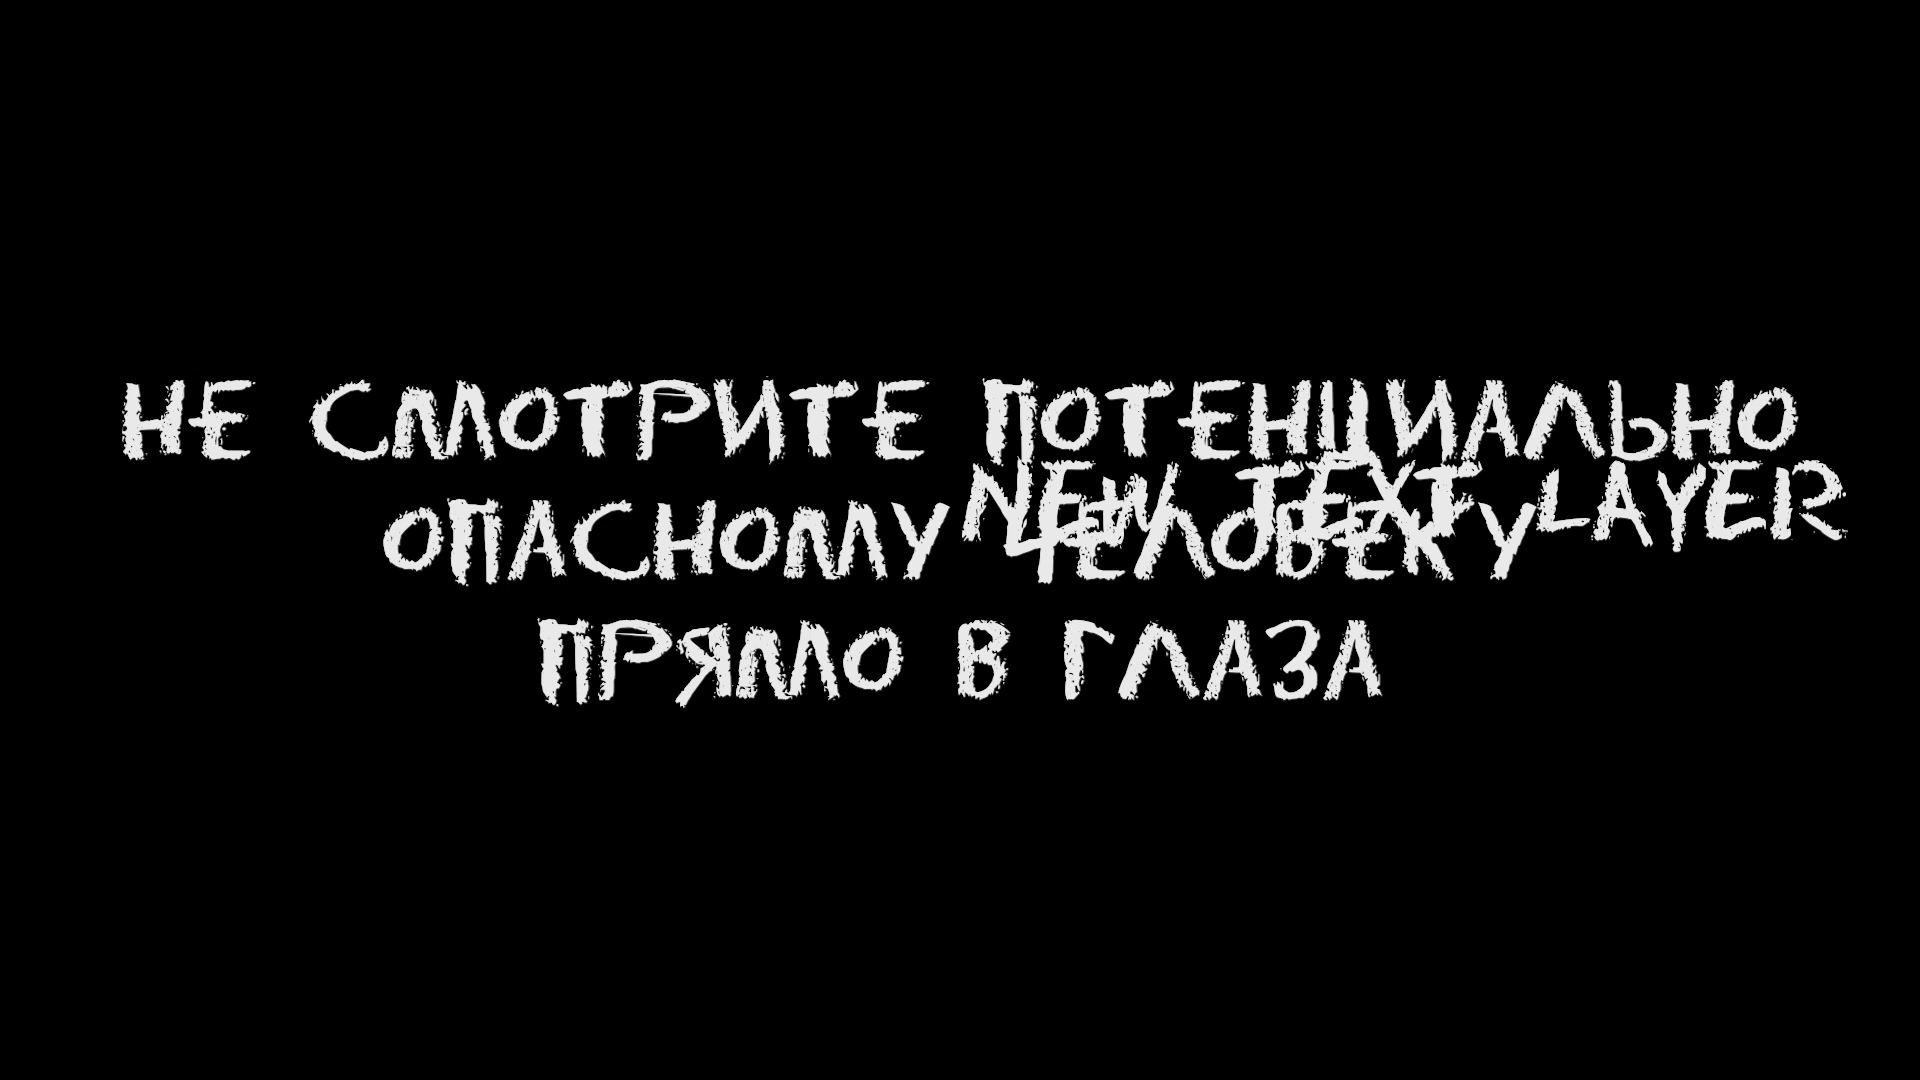 НЕ СМОТРИТЕ ПОТЕНЦИАЛЬНО
NEW TEXT LAYER
ОПАСНОМУ ЧЕЛОВЕКУ
ПРЯМО В ГЛАЗА